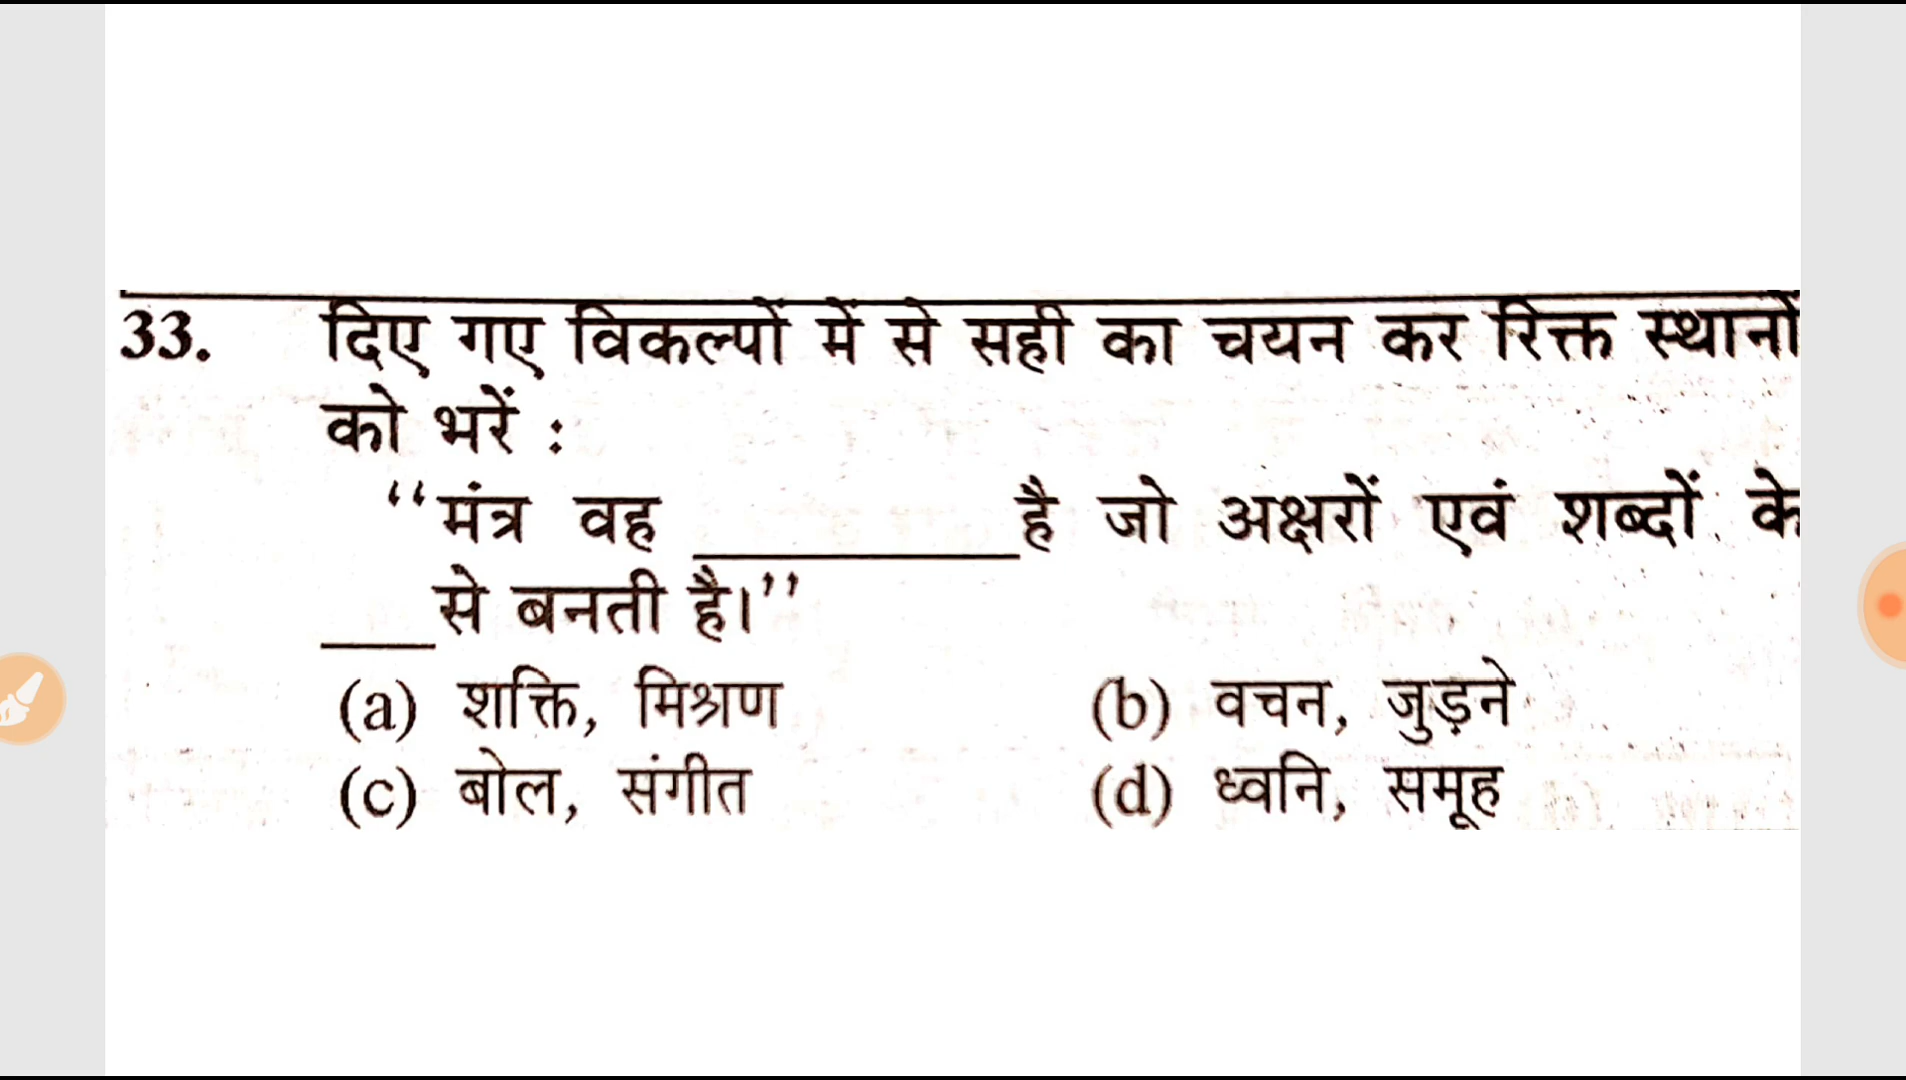 33. दिए गए विकल्पों में से सही का चयन कर रिक्त स्थानों
को भरें :
“मंत्र वह ________ है जो अक्षरों एवं शब्दों के
___ से बनती है।”
(a) शक्ति, मिश्रण (b) वचन, जुड़ने
(c) बोल, संगीत (d) ध्वनि, समूह